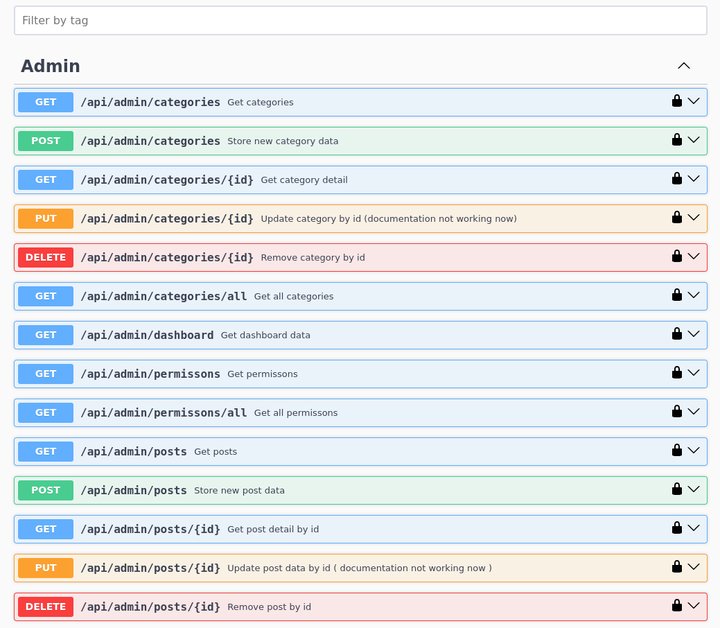 Filter by tag
Admin
GET /api/admin/categories Get categories
POST /api/admin/categories Store new category data
GET /api/admin/categories/{id} Get category detail
PUT /api/admin/categories/{id} Update category by id (documentation not working now)
DELETE /api/admin/categories/{id} Remove category by id
GET /api/admin/categories/all Get all categories
GET /api/admin/dashboard Get dashboard data
GET /api/admin/permissons Get permissons
GET /api/admin/permissons/all Get all permissons
GET /api/admin/posts Get posts
POST /api/admin/posts Store new post data
GET /api/admin/posts/{id} Get post detail by id
PUT /api/admin/posts/{id} Update post data by id ( documentation not working now )
DELETE /api/admin/posts/{id} Remove post by id